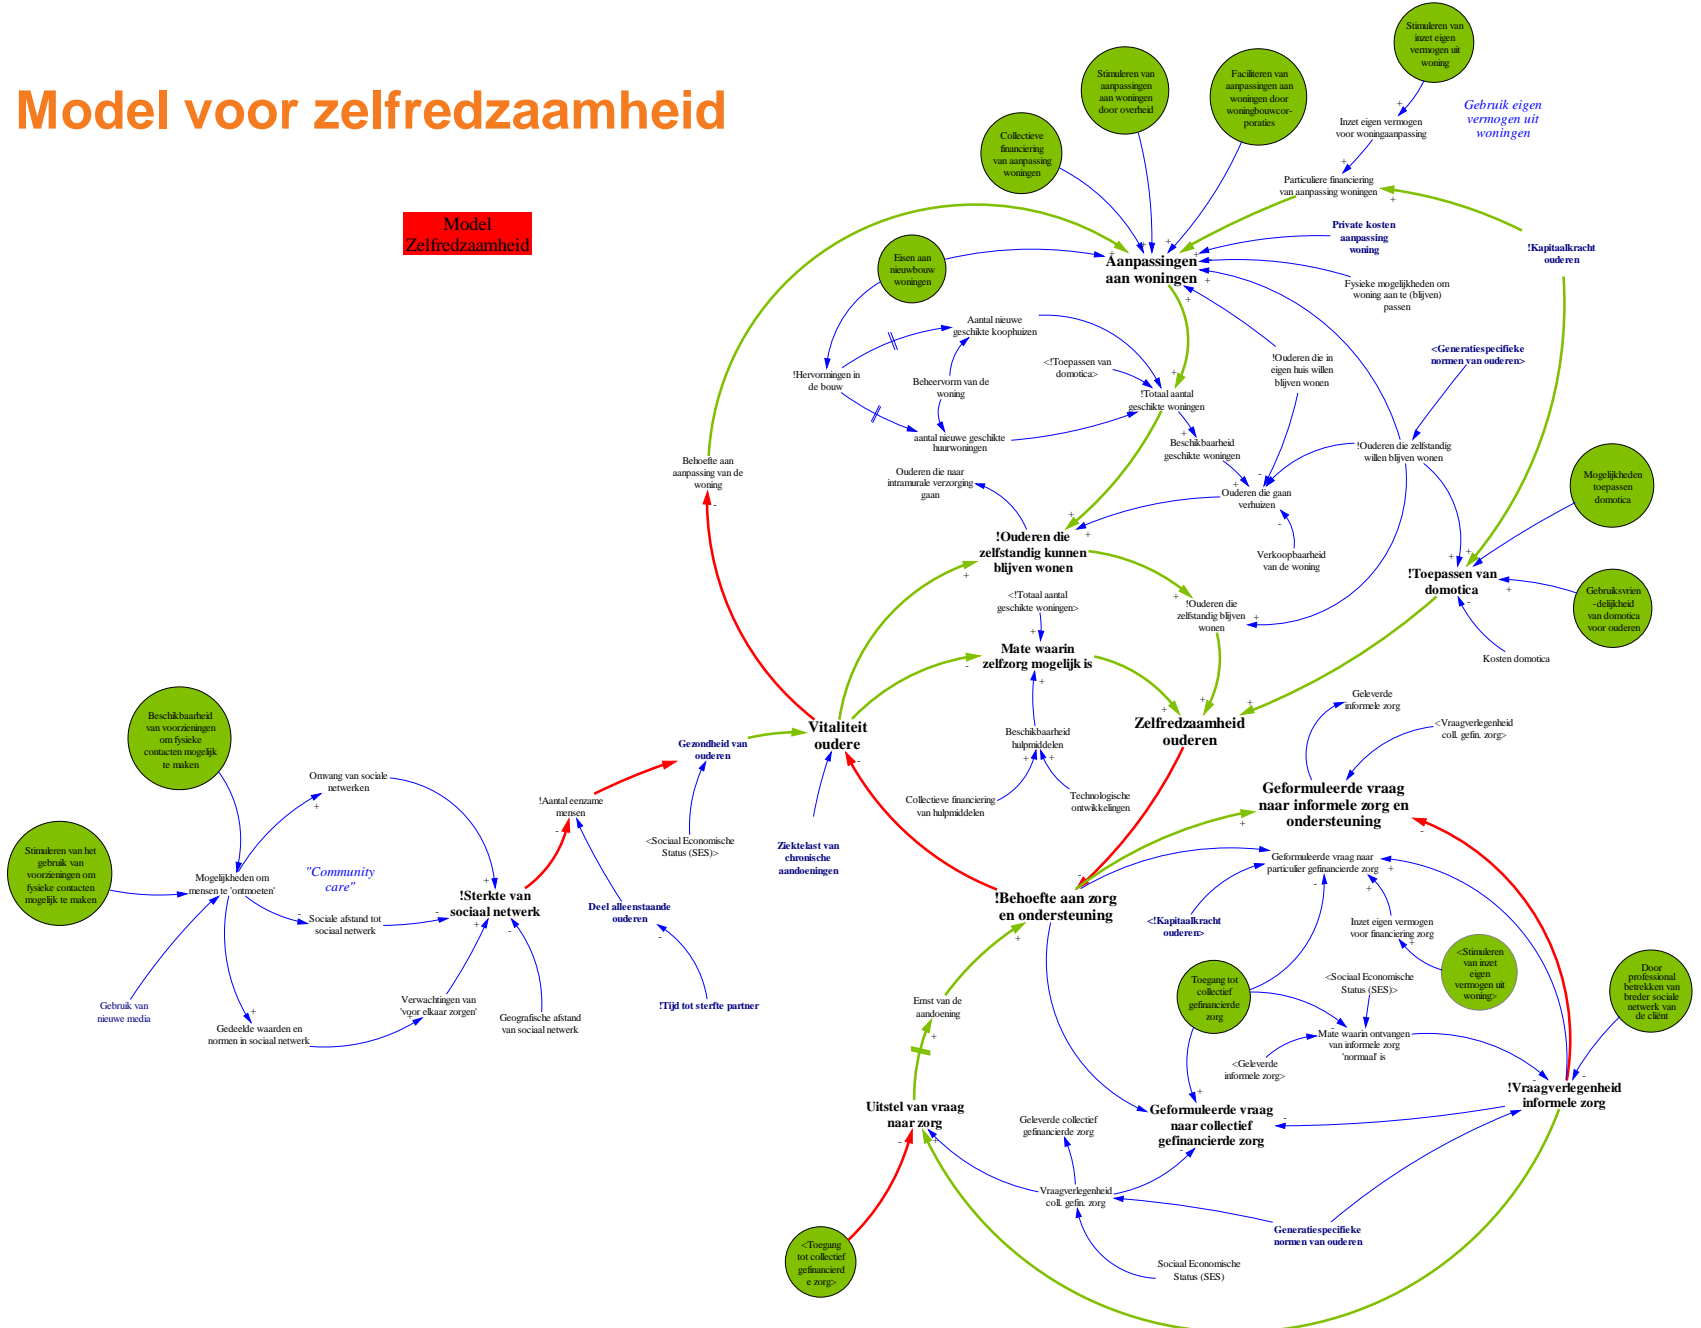 Model voor zelfredzaamheid
Model
Zelfredzaamheid
Stimuleren van
inzet eigen
vermogen uit
woning
Gebruik eigen
vermogen uit
woningen
Stimuleren van
aanpassingen
aan woningen
door overheid
Faciliteren van
aanpassingen aan
woningen door
woningbouwcor-
poraties
Collectieve
financiering
van aanpassing
woningen
Inzet eigen vermogen
voor woningaanpassing
Particuliere financiering
van aanpassing woningen
Private kosten
aanpassing
woning
!Kapitaalkracht
ouderen
Eisen aan
nieuwbouw
woningen
Aanpassingen
aan woningen
Fysieke mogelijkheden om
woning aan te (blijven)
passen
Aantal nieuwe
geschikte koophuizen
<!Toepassen van
domotica>
!Ouderen die in
eigen huis willen
blijven wonen
<Generatiespecifieke
normen van ouderen>
!Hervormingen in
de bouw
Beheervorm van de
woning
!Totaal aantal
geschikte woningen
aantal nieuwe geschikte
huurwoningen
Beschikbaarheid
geschikte woningen
!Ouderen die zelfstandig
willen blijven wonen
Behoefte aan
aanpassing van de
woning
Ouderen die naar
intramurale verzorging
gaan
Ouderen die gaan
verhuizen
Mogelijkheden
toepassen
domotica
!Ouderen die
zelfstandig kunnen
blijven wonen
Verkoopbaarheid
van de woning
!Toepassen van
domotica
Gebruiksvrien
-delijkheid
van domotica
voor ouderen
<!Totaal aantal
geschikte woningen>
!Ouderen die
zelfstandig blijven
wonen
Mate waarin
zelfzorg mogelijk is
Kosten domotica
Beschikbaarheid
van voorzieningen
om fysieke
contacten mogelijk
te maken
Geleverde
informele zorg
<Vraagverlegenheid
coll. gefin. zorg>
Vitaliteit
oudere
Zelfredzaamheid
ouderen
Gezondheid van
ouderen
Beschikbaarheid
hulpmiddelen
Omvang van sociale
netwerken
!Aantal eenzame
mensen
Collectieve financiering
van hulpmiddelen
Technologische
ontwikkelingen
Geformuleerde vraag
naar informele zorg en
ondersteuning
<Sociaal Economische
Status (SES)>
Ziektelast van
chronische
aandoeningen
Stimuleren van het
gebruik van
voorzieningen om
fysieke contacten
mogelijk te maken
Mogelijkheden om
mensen te 'ontmoeten'
"Community
care"
!Sterkte van
sociaal netwerk
Geformuleerde vraag naar
particulier gefinancierde zorg
Sociale afstand tot
sociaal netwerk
Deel alleenstaande
ouderen
!Behoefte aan zorg
en ondersteuning
<!Kapitaalkracht
ouderen>
Inzet eigen vermogen
voor financiering zorg
<Stimuleren
van inzet
eigen
vermogen uit
woning>
Door
professional
betrekken van
breder sociale
netwerk van
de cliënt
Toegang tot
collectief
gefinancierde
zorg
<Sociaal Economische
Status (SES)>
Gebruik van
nieuwe media
Verwachtingen van
'voor elkaar zorgen'
!Tijd tot sterfte partner
Ernst van de
aandoening
Gedeelde waarden en
normen in sociaal netwerk
Geografische afstand
van sociaal netwerk
Mate waarin ontvangen
van informele zorg
'normaal' is
<Geleverde
informele zorg>
!Vraagverlegenheid
informele zorg
Uitstel van vraag
naar zorg
Geleverde collectief
gefinancierde zorg
Geformuleerde vraag
naar collectief
gefinancierde zorg
Vraagverlegenheid
coll. gefin. zorg
Generatiespecifieke
normen van ouderen
<Toegang
tot collectief
gefinancierd
e zorg>
Sociaal Economische
Status (SES)